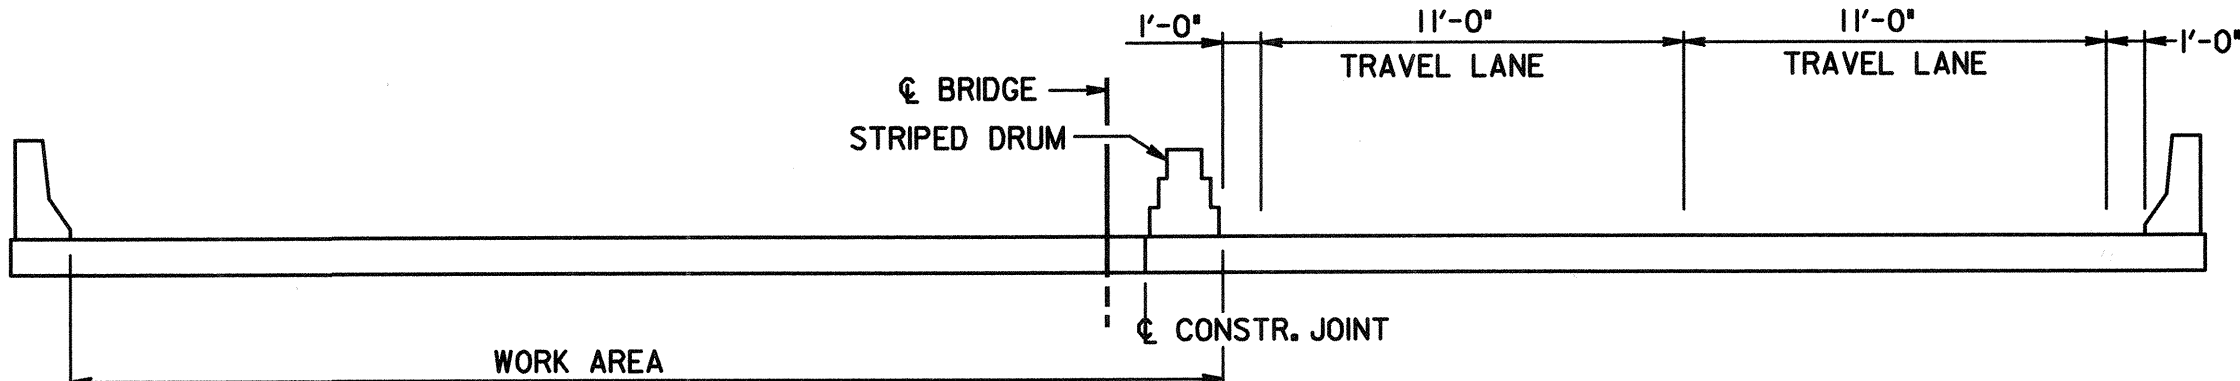 1'-0" 11'-0" 11'-0" 1'-0"
TRAVEL LANE TRAVEL LANE
℄ BRIDGE
STRIPED DRUM
℄ CONSTR. JOINT
WORK AREA